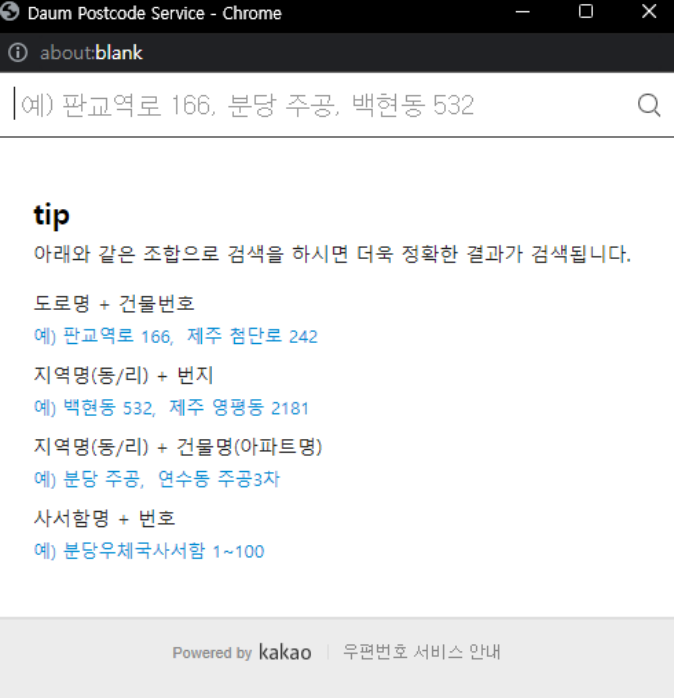 Daum Postcode Service - Chrome
about:blank
예) 판교역로 166, 분당 주공, 백현동 532
tip
아래와 같은 조합으로 검색을 하시면 더욱 정확한 결과가 검색됩니다.
도로명 + 건물번호
예) 판교역로 166, 제주 첨단로 242
지역명(동/리) + 번지
예) 백현동 532, 제주 영평동 2181
지역명(동/리) + 건물명(아파트명)
예) 분당 주공, 연수동 주공3차
사서함명 + 번호
예) 분당우체국사서함 1~100
Powered by kakao 우편번호 서비스 안내